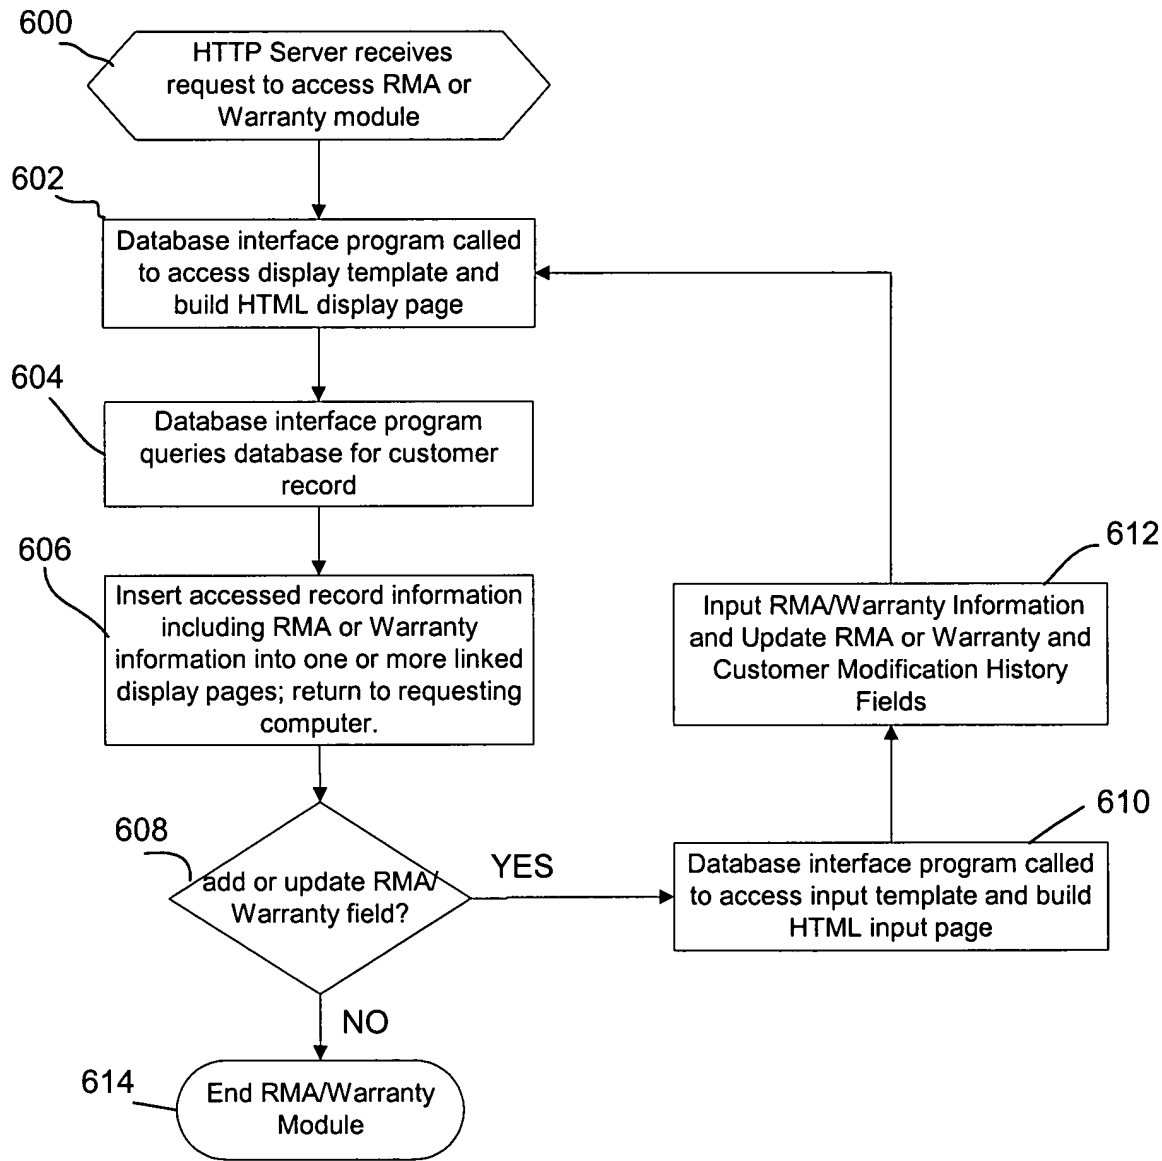 600
HTTP Server receives
request to access RMA or
Warranty module
602
Database interface program called
to access display template and
build HTML display page
604
Database interface program
queries database for customer
record
606
Insert accessed record information
including RMA or Warranty
information into one or more linked
display pages; return to requesting
computer.
612
Input RMA/Warranty Information
and Update RMA or Warranty and
Customer Modification History
Fields
608
add or update RMA/
Warranty field?
YES
610
Database interface program called
to access input template and build
HTML input page
NO
614
End RMA/Warranty
Module